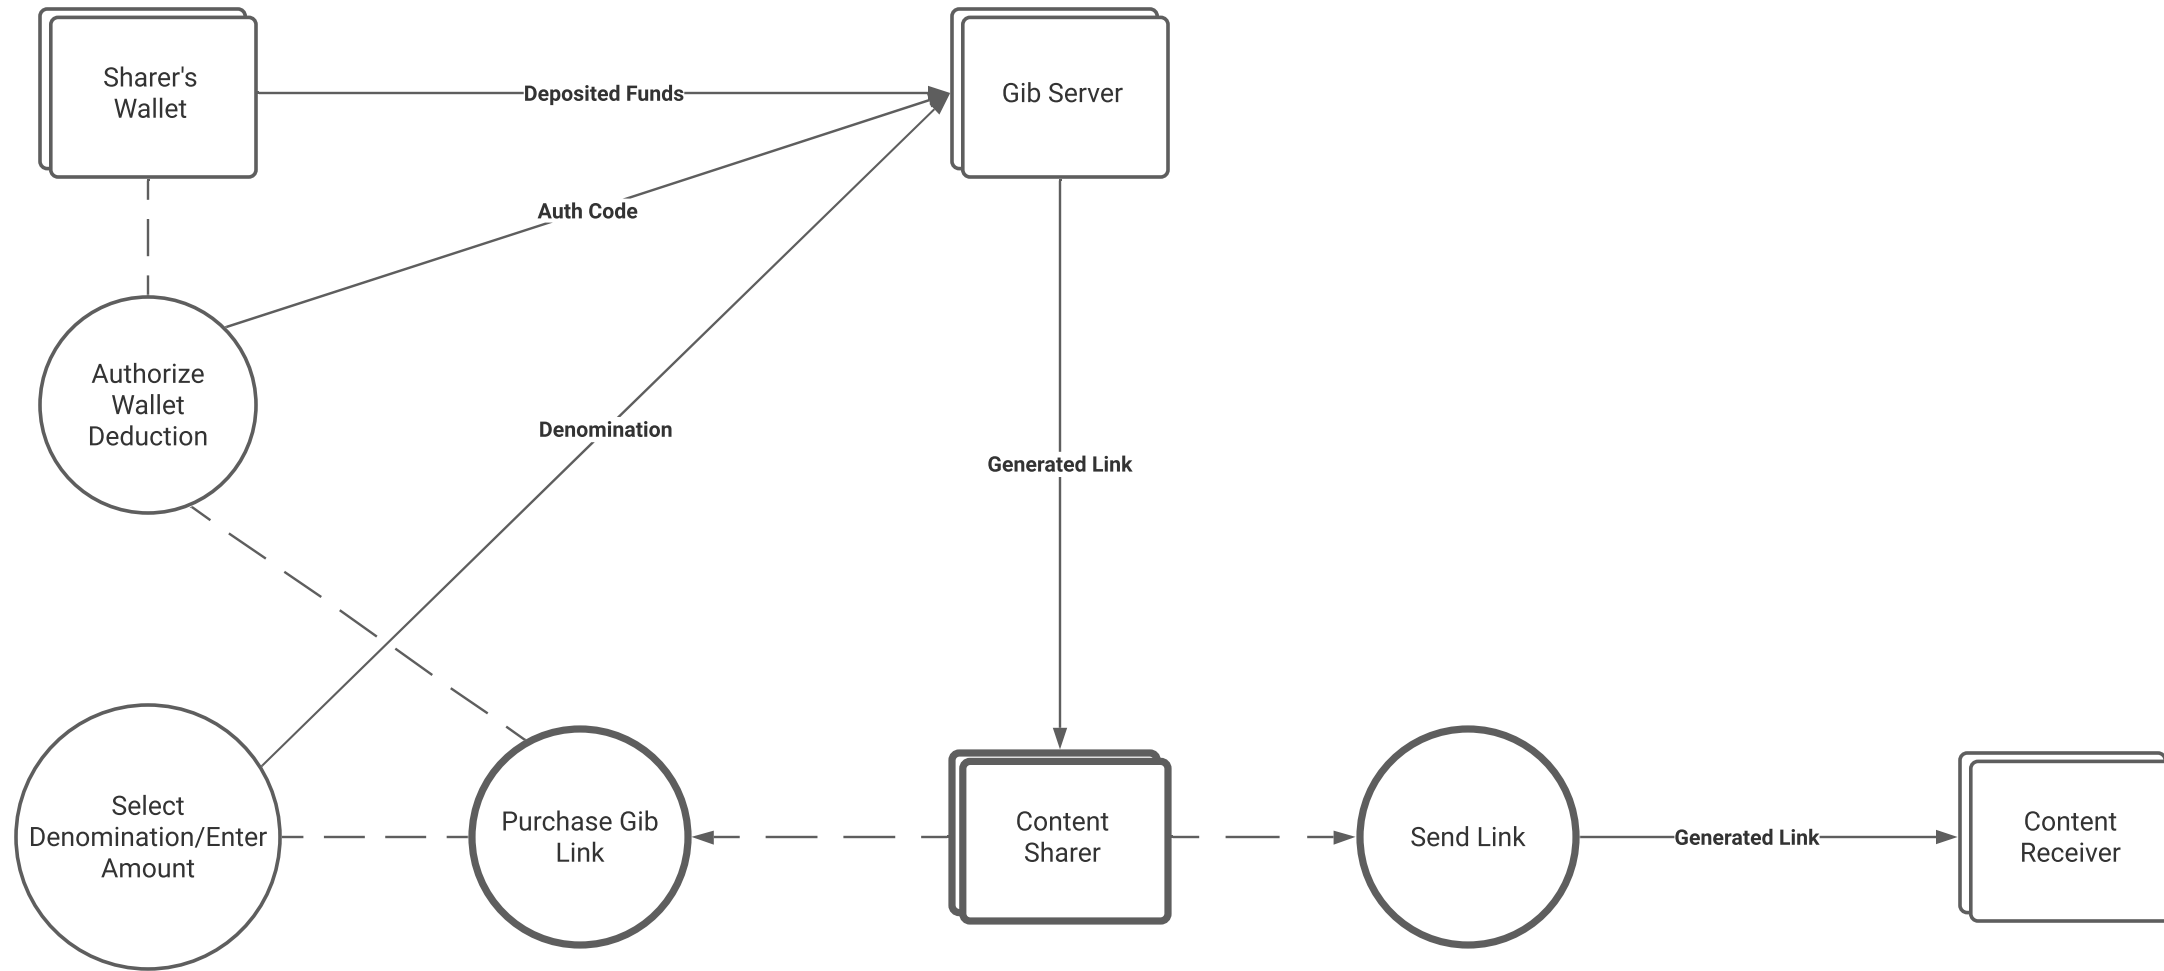 Sharer's
Wallet
Deposited Funds
Gib Server
Auth Code
Authorize
Wallet
Deduction
Denomination
Generated Link
Select
Denomination/Enter
Amount
Purchase Gib
Link
Content
Sharer
Send Link
Generated Link
Content
Receiver